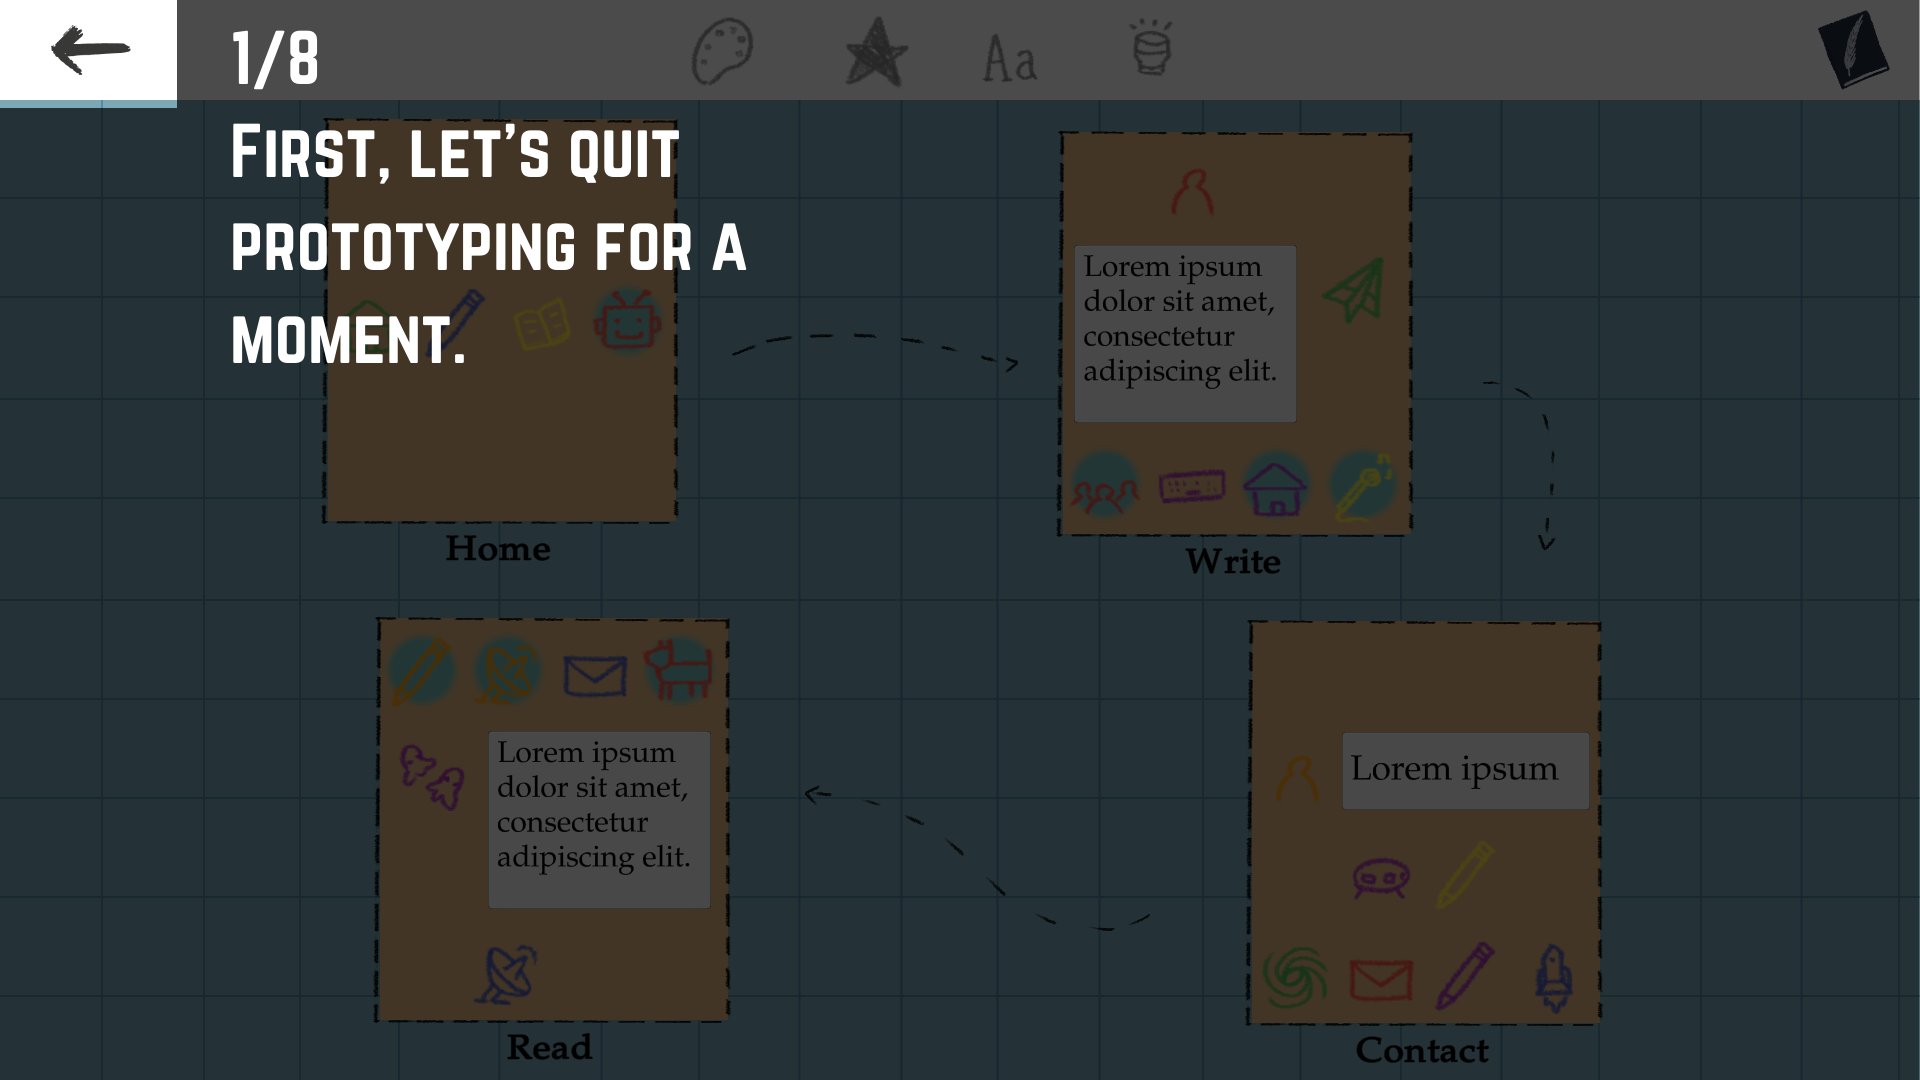 1/8
First, let's quit
prototyping for a
moment.
Aa
Home
Lorem ipsum
dolor sit amet,
consectetur
adipiscing elit.
Write
Lorem ipsum
dolor sit amet,
consectetur
adipiscing elit.
Read
Lorem ipsum
Contact